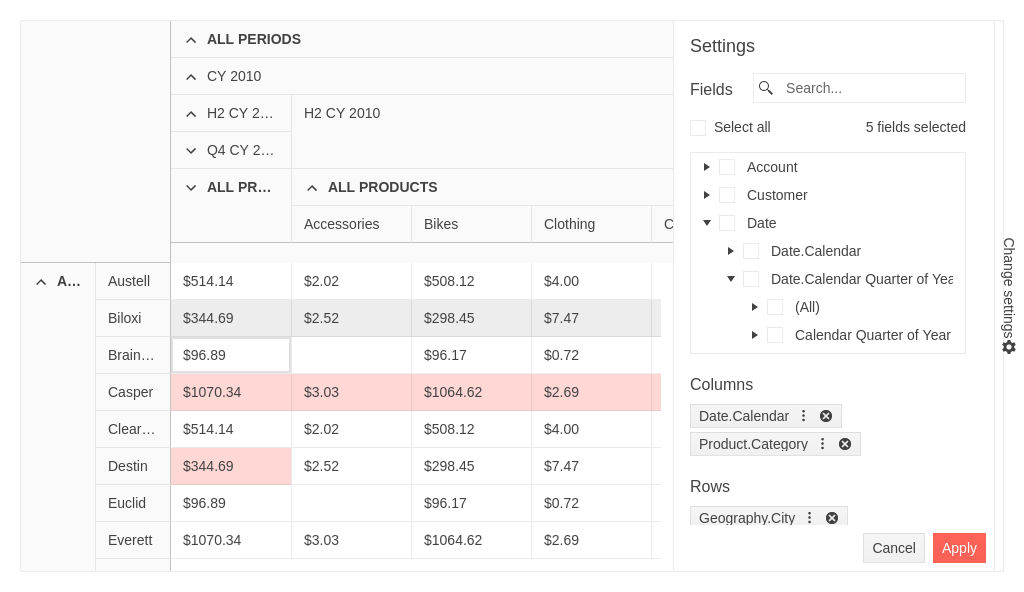 ALL PERIODS
CY 2010
H2 CY 2… H2 CY 2010
Q4 CY 2…
ALL PR… ALL PRODUCTS
Accessories Bikes Clothing C
A… Austell $514.14 $2.02 $508.12 $4.00
Biloxi $344.69 $2.52 $298.45 $7.47
Brain… $96.89 $96.17 $0.72
Casper $1070.34 $3.03 $1064.62 $2.69
Clear… $514.14 $2.02 $508.12 $4.00
Destin $344.69 $2.52 $298.45 $7.47
Euclid $96.89 $96.17 $0.72
Everett $1070.34 $3.03 $1064.62 $2.69
Settings
Fields Search...
Select all 5 fields selected
Account
Customer
Date
Date.Calendar
Date.Calendar Quarter of Yea
(All)
Calendar Quarter of Year
Columns
Date.Calendar
Product.Category
Rows
Geography.City
Cancel Apply
Change settings